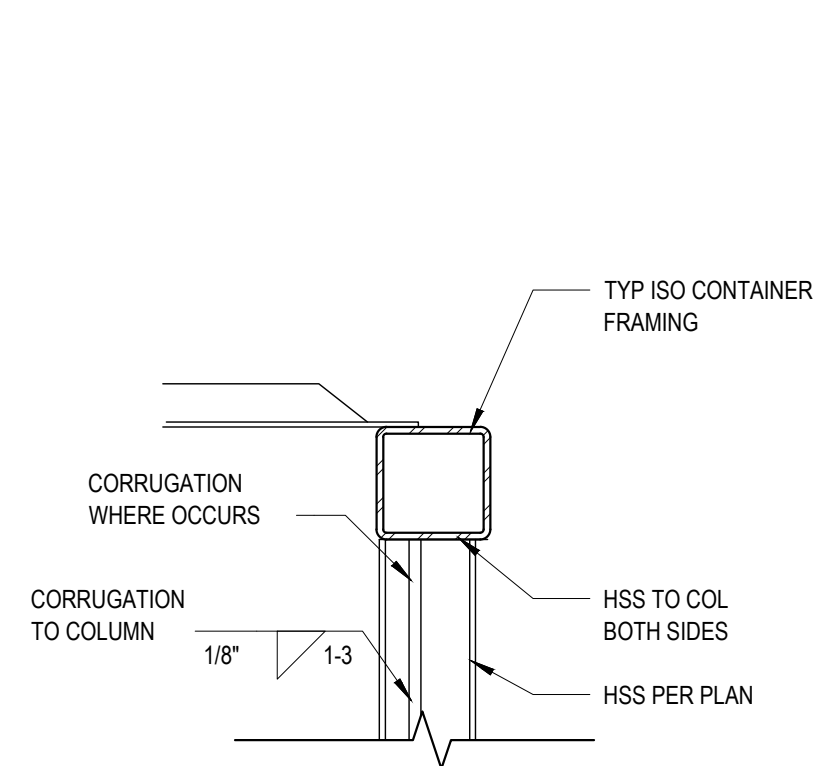 TYP ISO CONTAINER
FRAMING
CORRUGATION
WHERE OCCURS
CORRUGATION
TO COLUMN
1/8" 1-3
HSS TO COL
BOTH SIDES
HSS PER PLAN